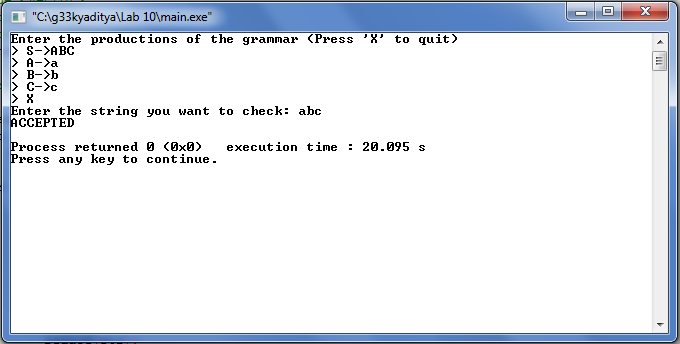 "C:\g33kyaditya\Lab 10\main.exe"
Enter the productions of the grammar (Press 'X' to quit)
> S->ABC
> A->a
> B->b
> C->c
> X
Enter the string you want to check: abc
ACCEPTED
Process returned 0 (0x0)   execution time : 20.095 s
Press any key to continue.